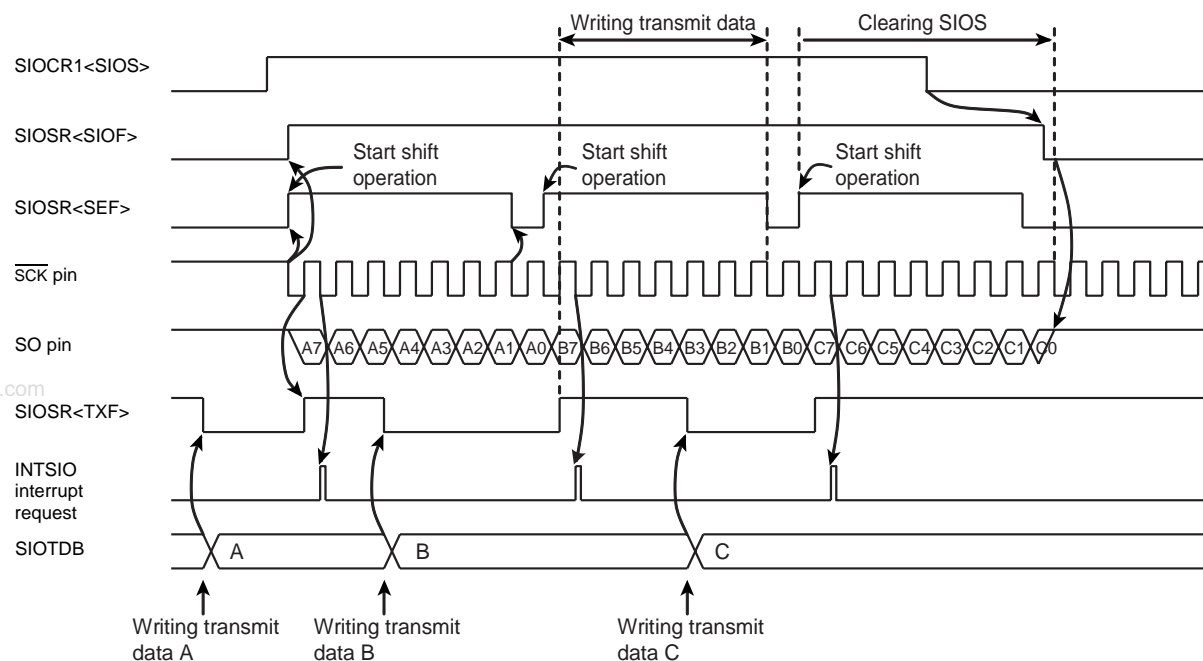 Writing transmit data
Clearing SIOS
SIOCR1<SIOS>
SIOSR<SIOF>
Start shift
operation
Start shift
operation
Start shift
operation
SIOSR<SEF>
SCK pin
SO pin
A7 A6 A5 A4 A3 A2 A1 A0 B7 B6 B5 B4 B3 B2 B1 B0 C7 C6 C5 C4 C3 C2 C1 C0
.com
SIOSR<TXF>
INTSIO
interrupt
request
SIOTDB
A
B
C
Writing transmit
data A
Writing transmit
data B
Writing transmit
data C